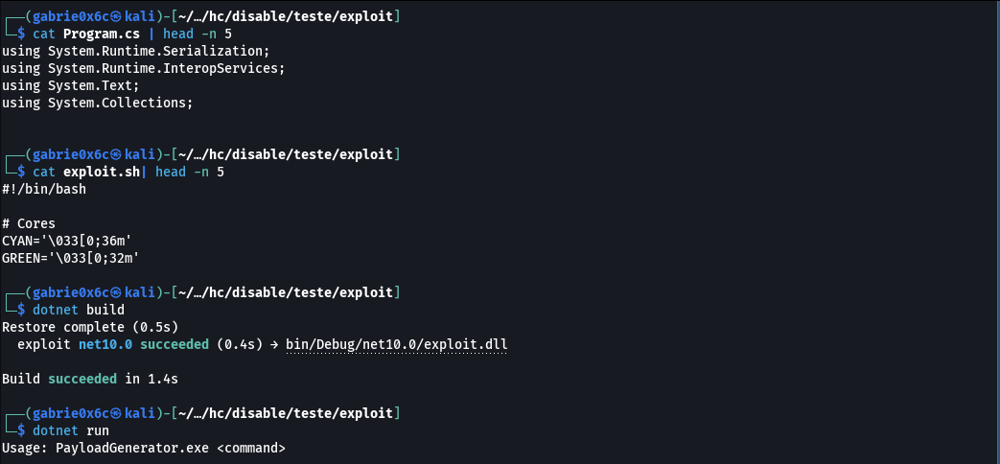 ┌──(gabrie0x6c㉿kali)-[~/…/hc/disable/teste/exploit]
└─$ cat Program.cs | head -n 5
using System.Runtime.Serialization;
using System.Runtime.InteropServices;
using System.Text;
using System.Collections;
┌──(gabrie0x6c㉿kali)-[~/…/hc/disable/teste/exploit]
└─$ cat exploit.sh| head -n 5
#!/bin/bash
# Cores
CYAN='\033[0;36m'
GREEN='\033[0;32m'
┌──(gabrie0x6c㉿kali)-[~/…/hc/disable/teste/exploit]
└─$ dotnet build
Restore complete (0.5s)
  exploit net10.0 succeeded (0.4s) → bin/Debug/net10.0/exploit.dll
Build succeeded in 1.4s
┌──(gabrie0x6c㉿kali)-[~/…/hc/disable/teste/exploit]
└─$ dotnet run
Usage: PayloadGenerator.exe <command>